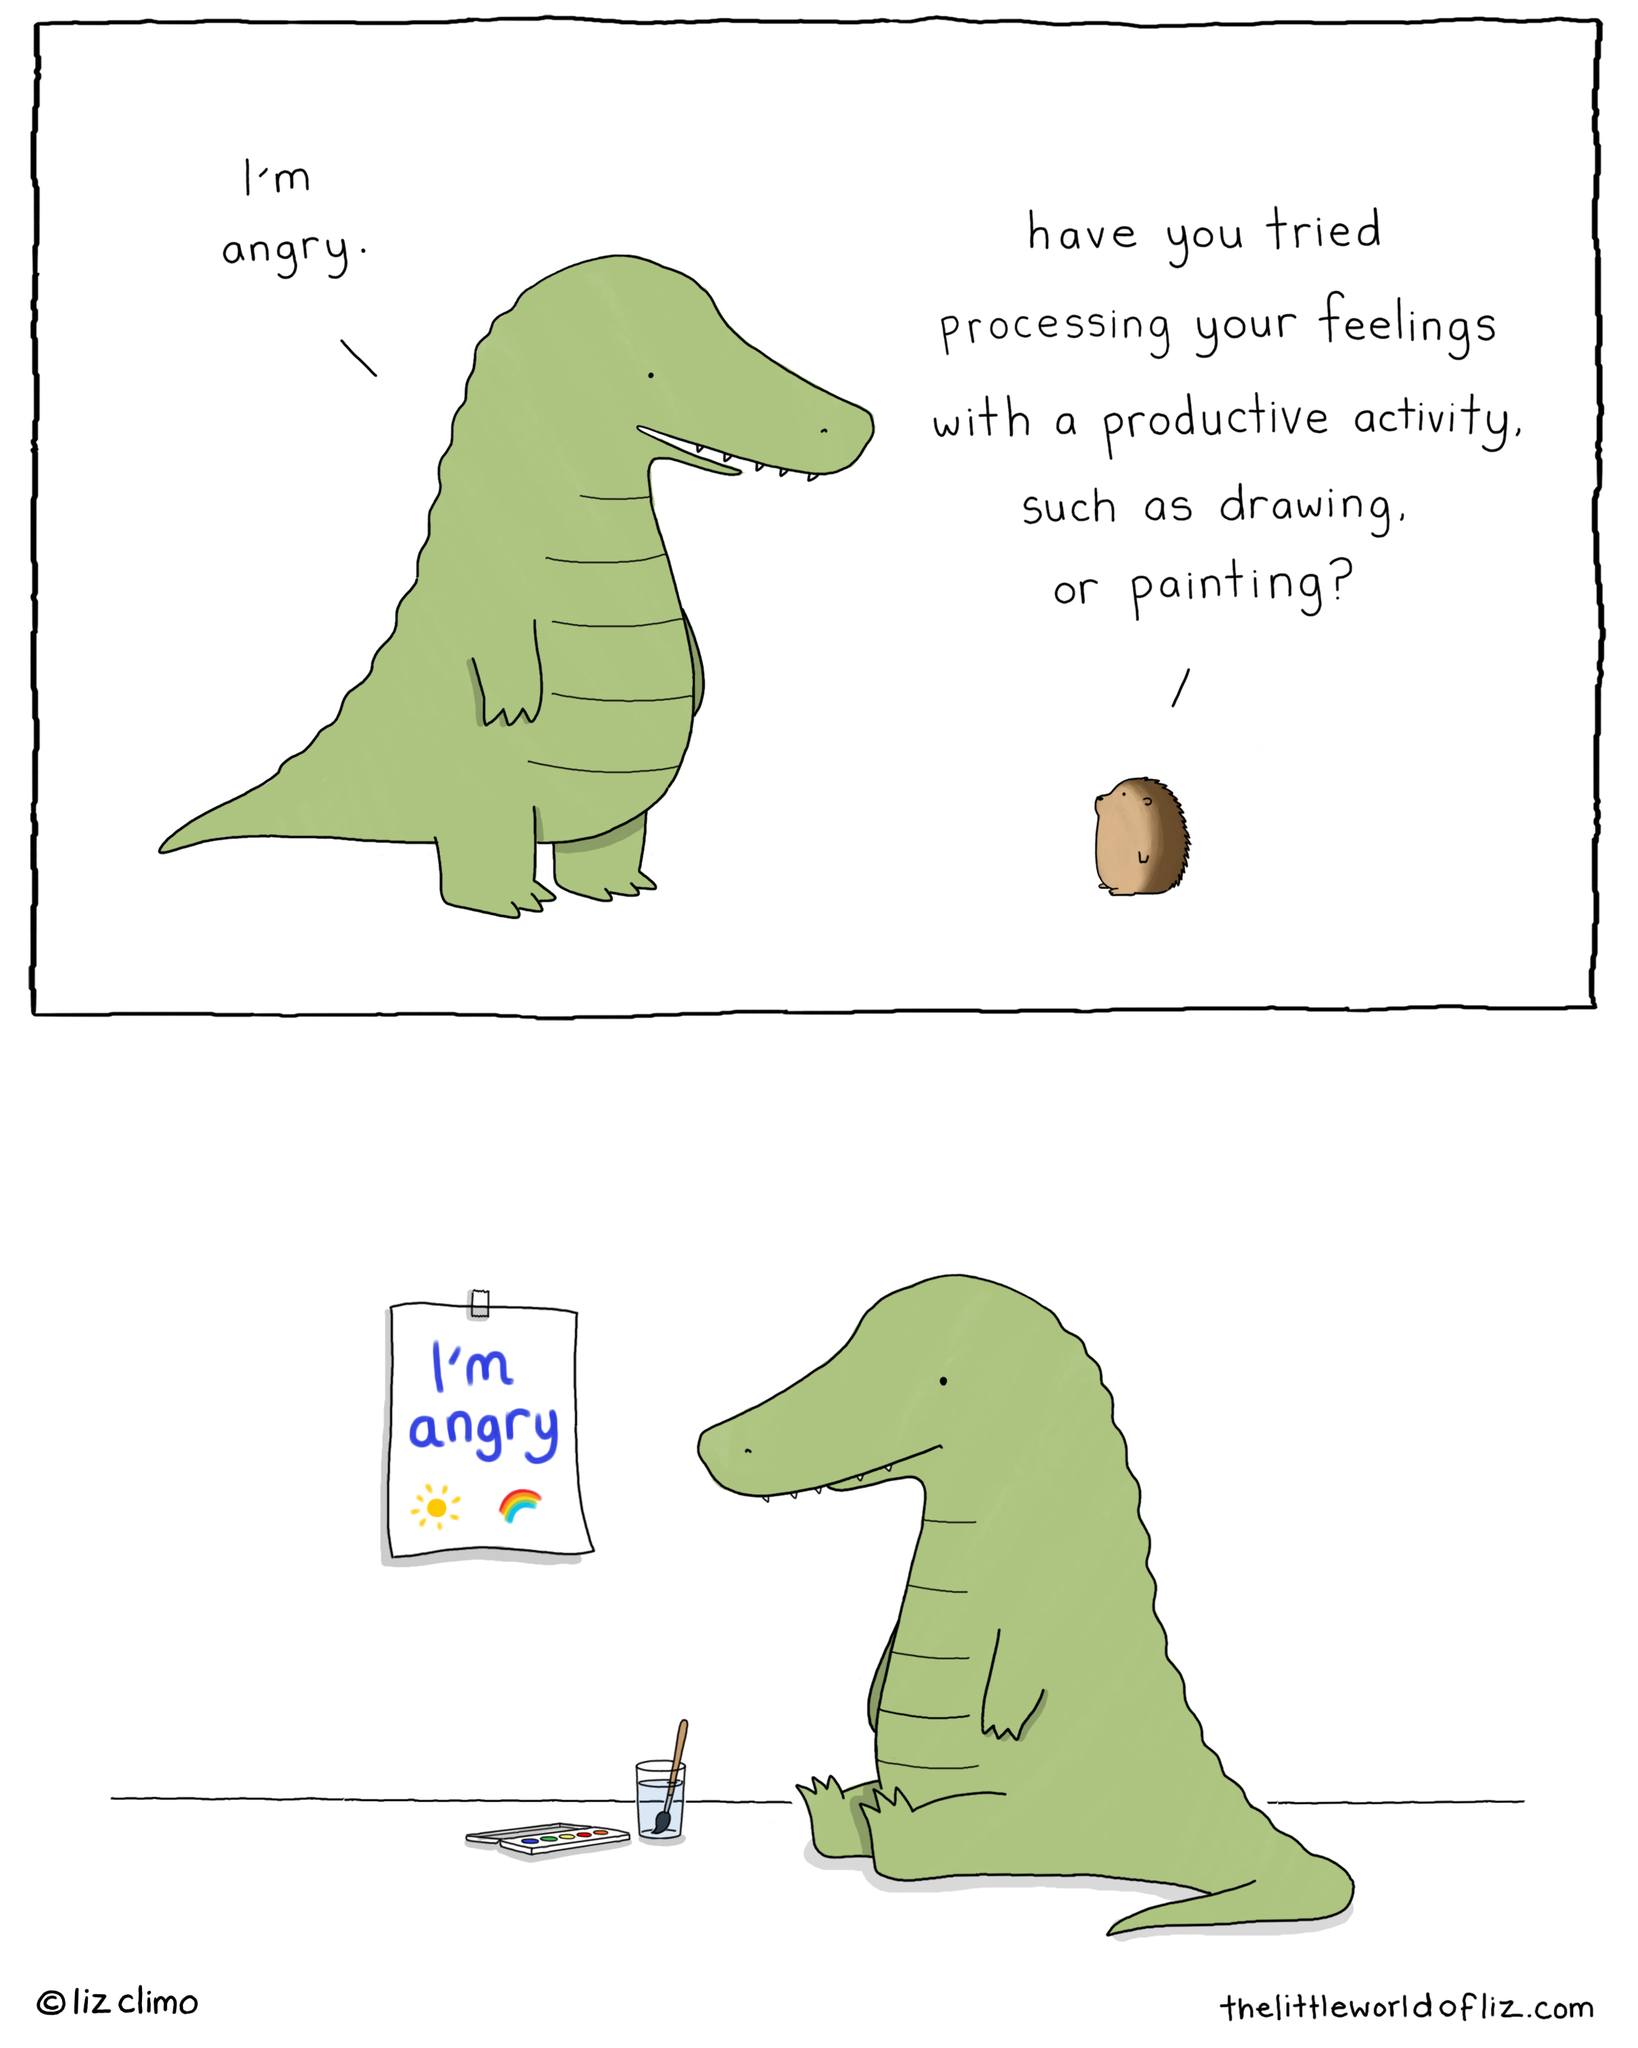 I'm
angry.
have you tried
processing your feelings
with a productive activity,
such as drawing,
or painting?
I'm
angry
© liz climo
thelittleworldofliz.com